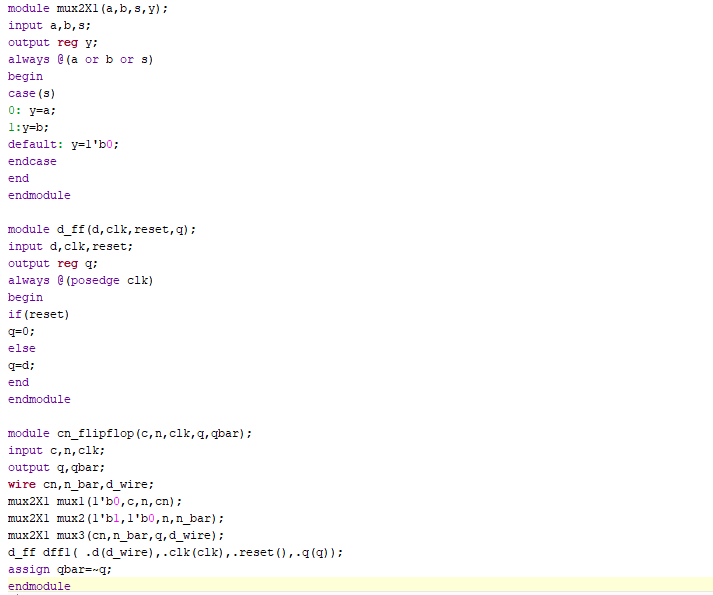 module mux2X1(a,b,s,y);
input a,b,s;
output reg y;
always @(a or b or s)
begin
case(s)
0: y=a;
1:y=b;
default: y=1'b0;
endcase
end
endmodule

module d_ff(d,clk,reset,q);
input d,clk,reset;
output reg q;
always @(posedge clk)
begin
if(reset)
q=0;
else
q=d;
end
endmodule

module cn_flipflop(c,n,clk,q,qbar);
input c,n,clk;
output q,qbar;
wire cn,n_bar,d_wire;
mux2X1 mux1(1'b0,c,n,cn);
mux2X1 mux2(1'b1,1'b0,n,n_bar);
mux2X1 mux3(cn,n_bar,q,d_wire);
d_ff dff1( .d(d_wire),.clk(clk),.reset(),.q(q));
assign qbar=~q;
endmodule